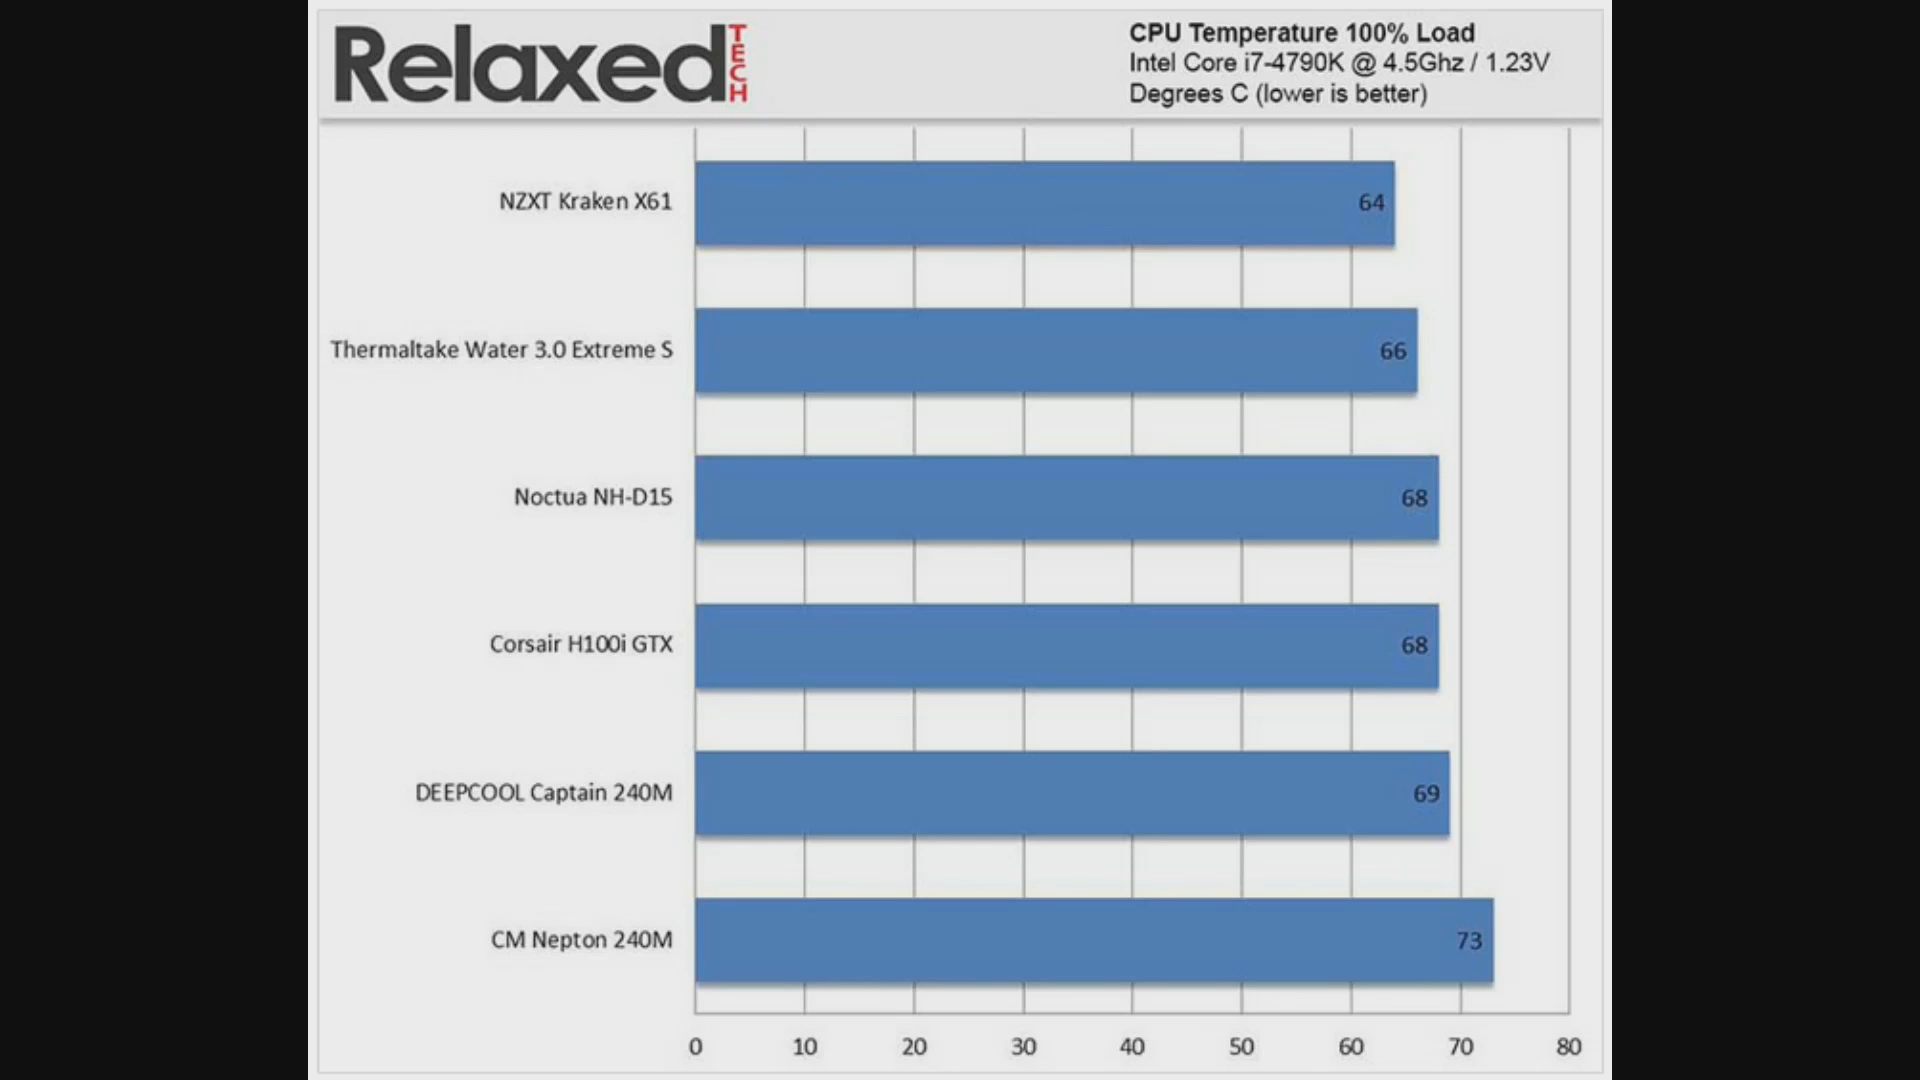 Relaxed TECH
CPU Temperature 100% Load
Intel Core i7-4790K @ 4.5Ghz / 1.23V
Degrees C (lower is better)
NZXT Kraken X61 64
Thermaltake Water 3.0 Extreme S 66
Noctua NH-D15 68
Corsair H100i GTX 68
DEEPCOOL Captain 240M 69
CM Nepton 240M 73
0 10 20 30 40 50 60 70 80